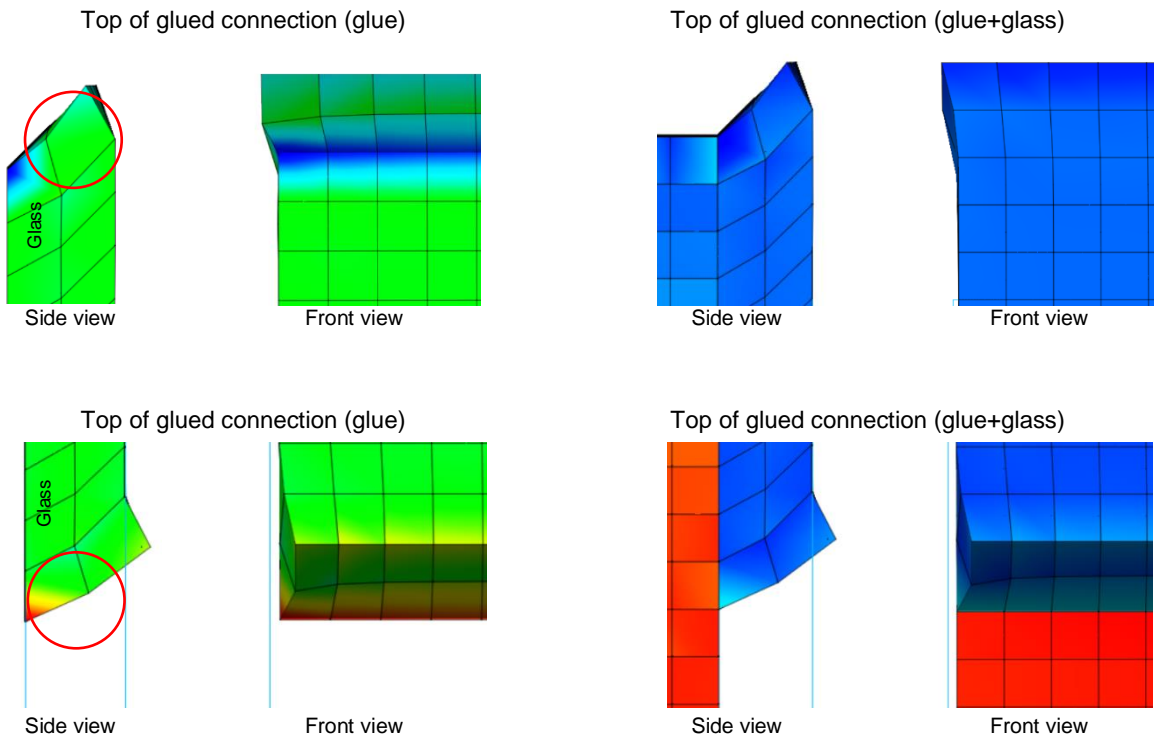 Top of glued connection (glue)
Top of glued connection (glue+glass)
Glass
Side view
Front view
Side view
Front view
Top of glued connection (glue)
Top of glued connection (glue+glass)
Glass
Side view
Front view
Side view
Front view